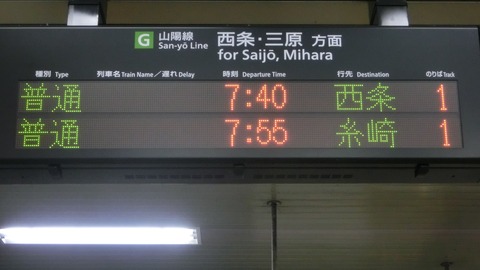 G 山陽線 西条・三原 方面
San-yō Line for Saijō, Mihara
種別 Type 列車名 Train Name/遅れ Delay 時刻 Departure Time 行先 Destination のりば Track
普通 7:40 西条 1
普通 7:55 糸崎 1